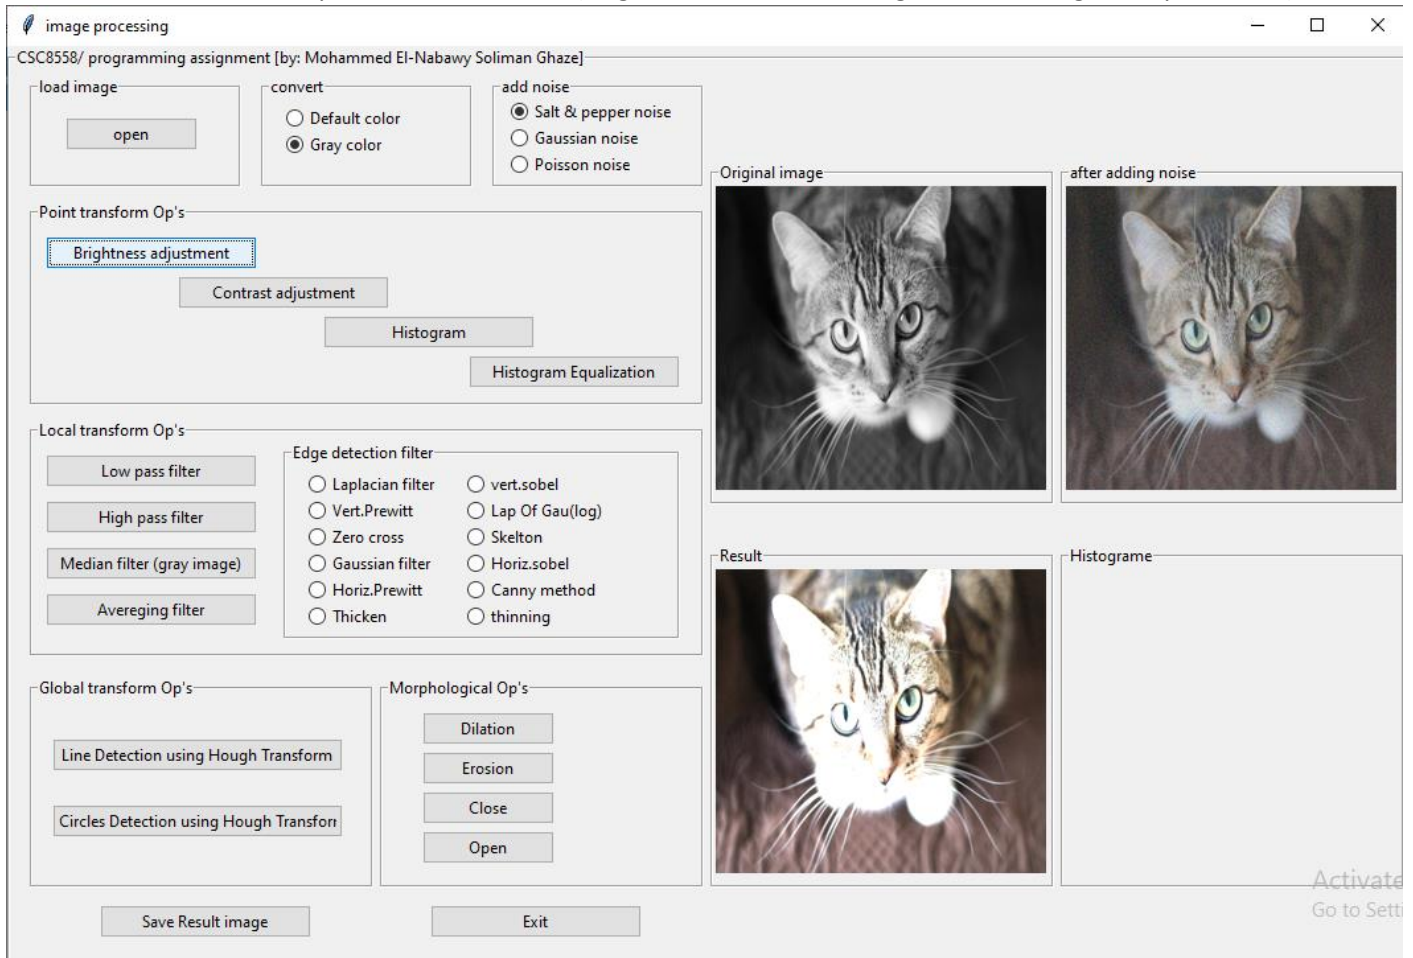 image processing
CSC8558/ programming assignment [by: Mohammed El-Nabawy Soliman Ghaze]
load image
open
convert
Default color
Gray color
add noise
Salt & pepper noise
Gaussian noise
Poisson noise
Point transform Op's
Brightness adjustment
Contrast adjustment
Histogram
Histogram Equalization
Local transform Op's
Low pass filter
High pass filter
Median filter (gray image)
Avereging filter
Edge detection filter
Laplacian filter
Vert.Prewitt
Zero cross
Gaussian filter
Horiz.Prewitt
Thicken
vert.sobel
Lap Of Gau(log)
Skelton
Horiz.sobel
Canny method
thinning
Global transform Op's
Line Detection using Hough Transform
Circles Detection using Hough Transfor
Morphological Op's
Dilation
Erosion
Close
Open
Save Result image
Exit
Original image
after adding noise
Result
Histograme
Activate
Go to Setti